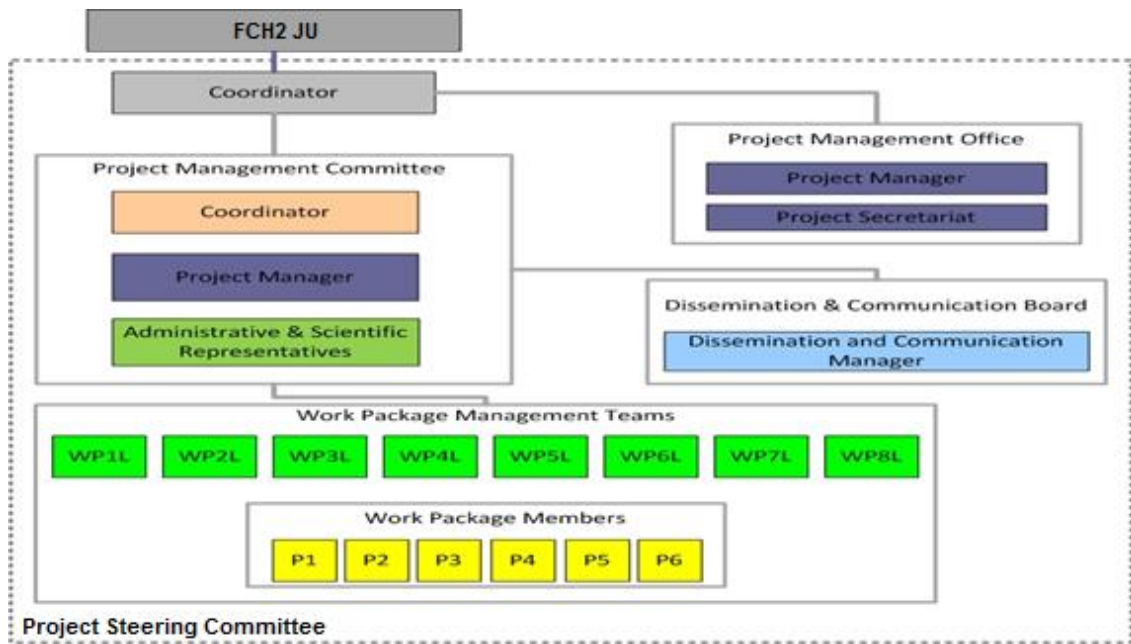 FCH2 JU
Coordinator
Project Management Office
Project Manager
Project Secretariat
Project Management Committee
Coordinator
Project Manager
Administrative & Scientific
Representatives
Dissemination & Communication Board
Dissemination and Communication
Manager
Work Package Management Teams
WP1L WP2L WP3L WP4L WP5L WP6L WP7L WP8L
Work Package Members
P1 P2 P3 P4 P5 P6
Project Steering Committee